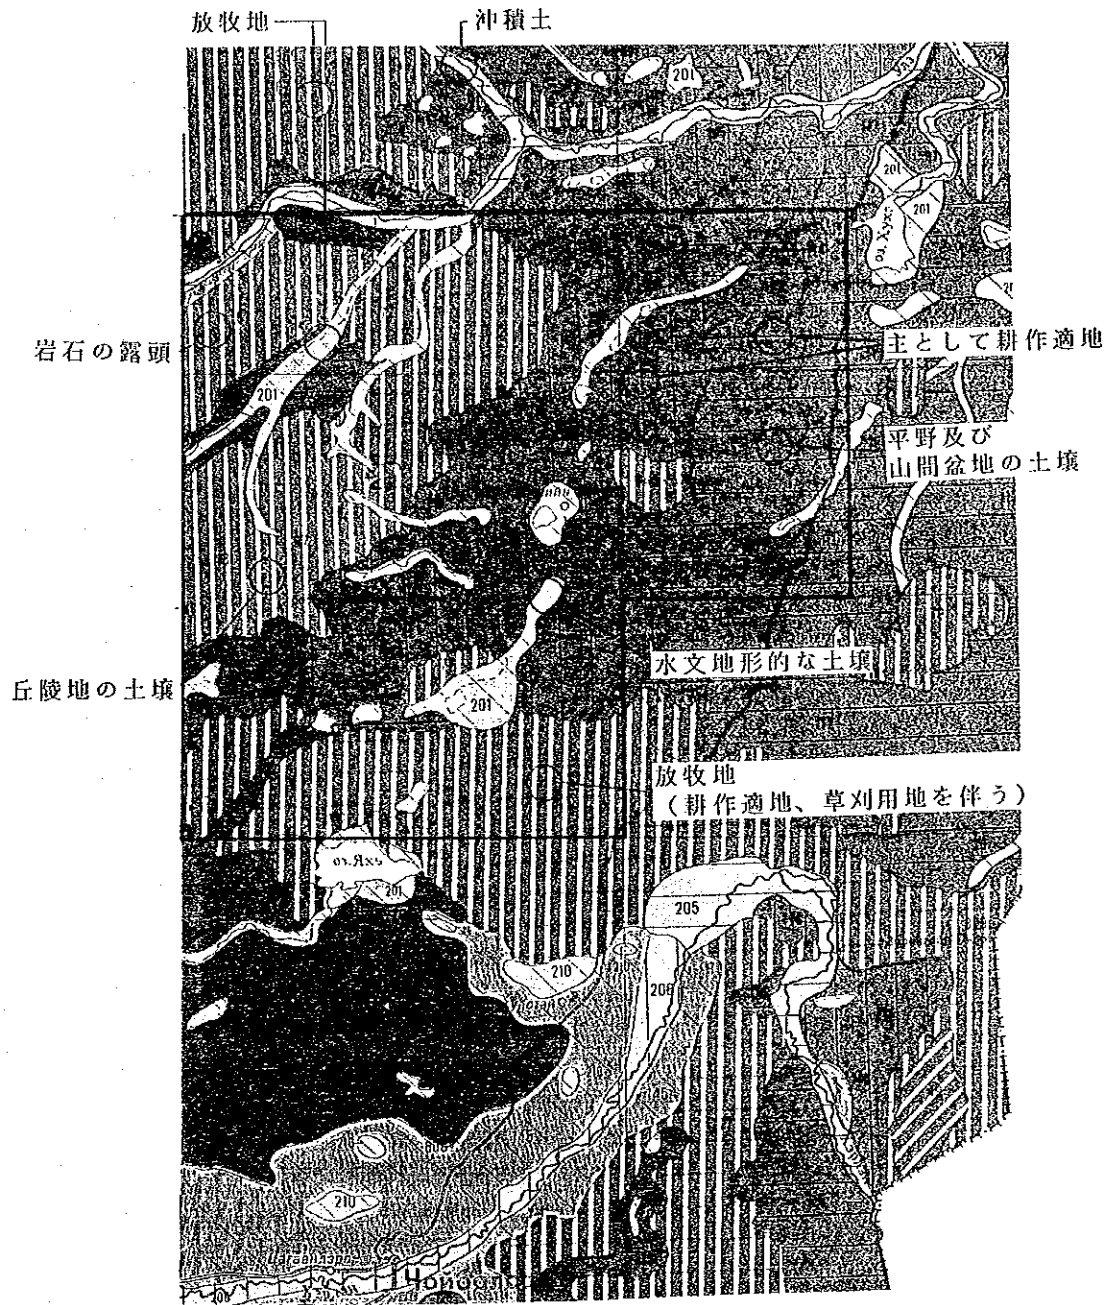 放牧地
沖積土
201
201
201
岩石の露頭
主として耕作適地
201
平野及び
山間盆地の土壌
水文地形的な土壌
丘陵地の土壌
201
放牧地
(耕作適地、草刈用地を伴う)
оз.Яхь
201
205
210
206
210
Чойбалсан